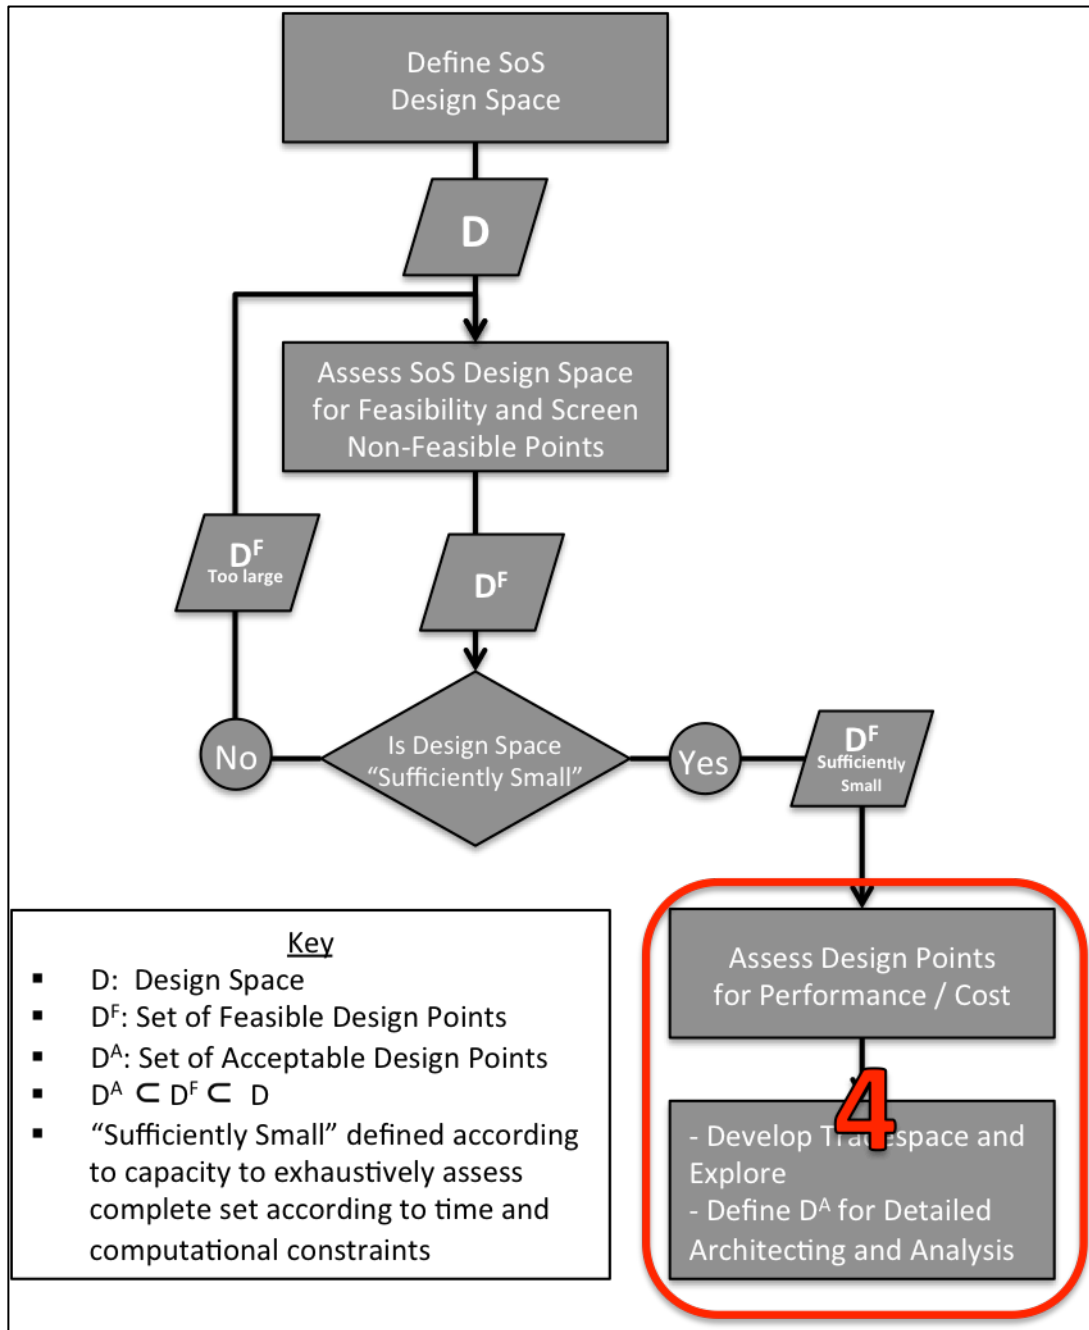 Define SoS
Design Space
D
Assess SoS Design Space
for Feasibility and Screen
Non-Feasible Points
Dᶠ
Too large
Dᶠ
No
Is Design Space
“Sufficiently Small”
Yes
Dᶠ
Sufficiently
Small
Assess Design Points
for Performance / Cost
4
- Develop Tradespace and
Explore
- Define Dᴬ for Detailed
Architecting and Analysis
Key
▪ D: Design Space
▪ Dᶠ: Set of Feasible Design Points
▪ Dᴬ: Set of Acceptable Design Points
▪ Dᴬ ⊂ Dᶠ ⊂ D
▪ “Sufficiently Small” defined according
to capacity to exhaustively assess
complete set according to time and
computational constraints